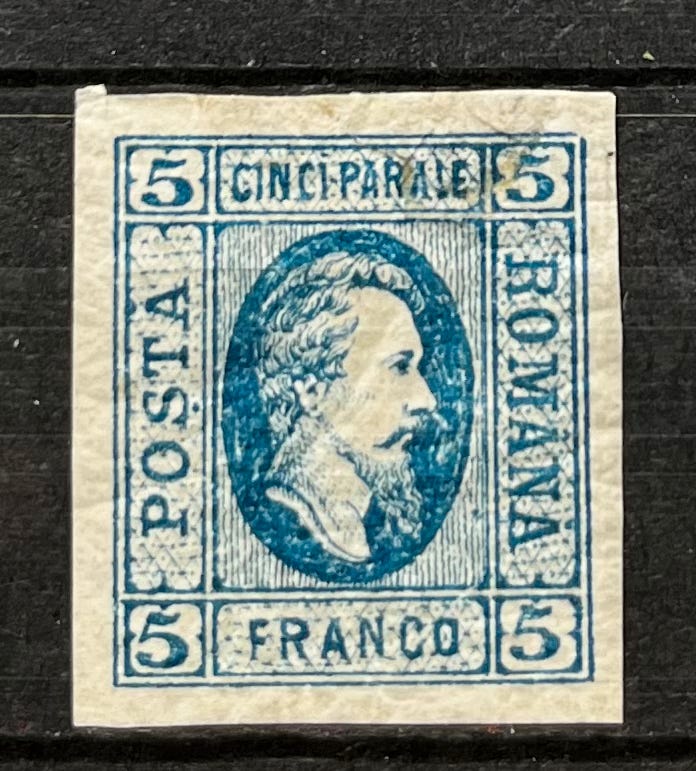 5 CINCI PARALE 5
POSTA
ROMANA
5 FRANCO 5